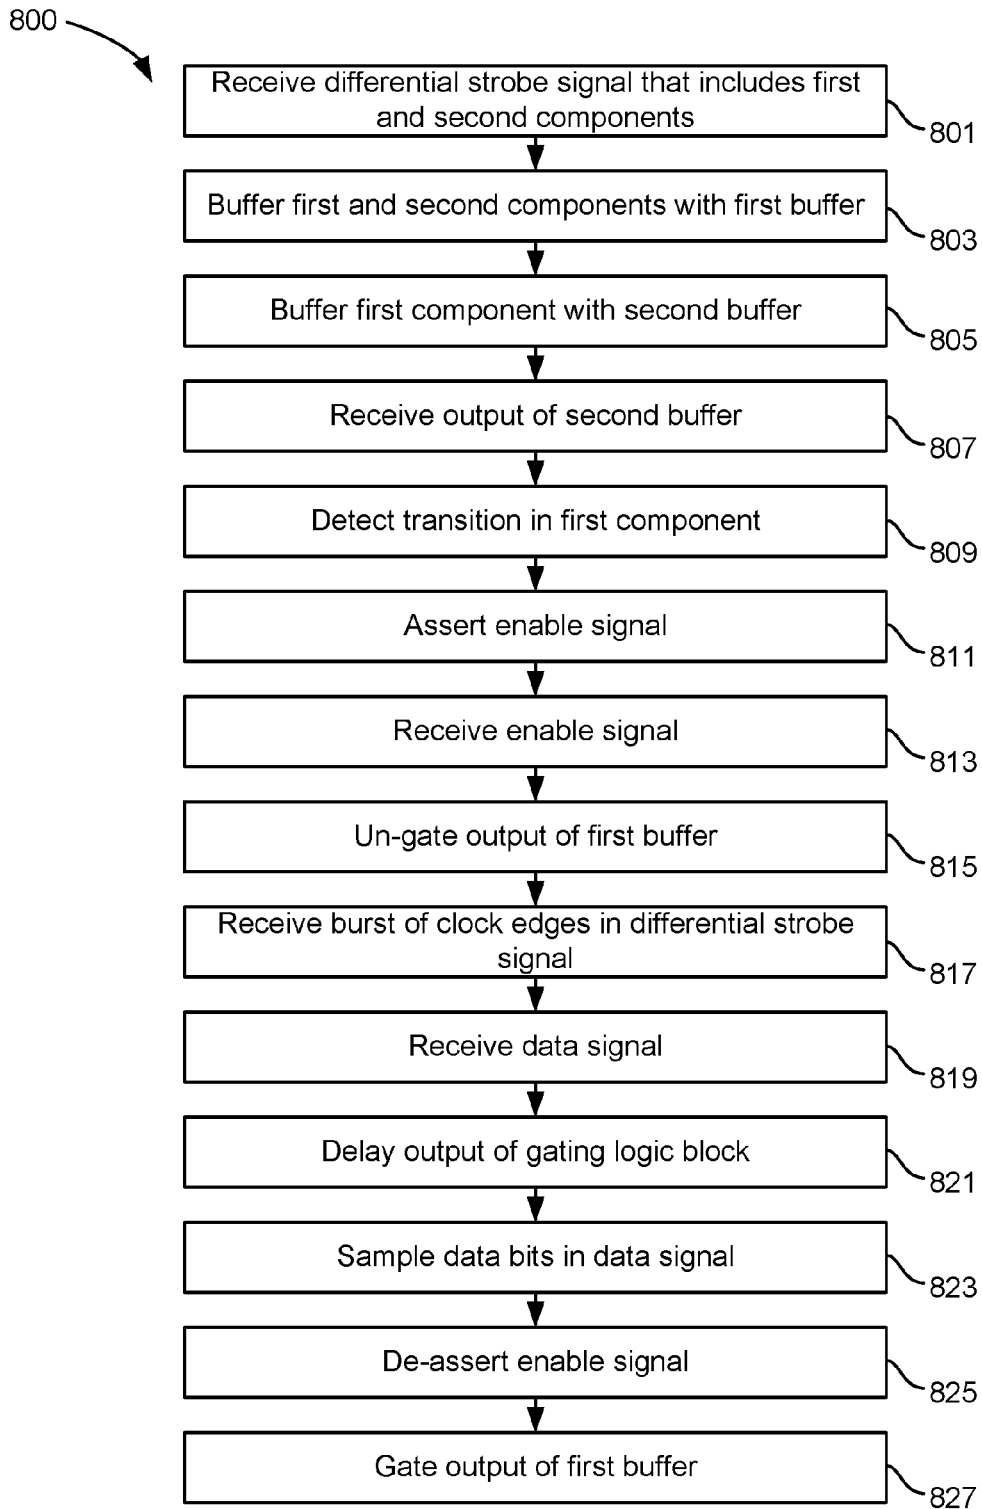 800
Receive differential strobe signal that includes first
and second components
801
Buffer first and second components with first buffer
803
Buffer first component with second buffer
805
Receive output of second buffer
807
Detect transition in first component
809
Assert enable signal
811
Receive enable signal
813
Un-gate output of first buffer
815
Receive burst of clock edges in differential strobe
signal
817
Receive data signal
819
Delay output of gating logic block
821
Sample data bits in data signal
823
De-assert enable signal
825
Gate output of first buffer
827